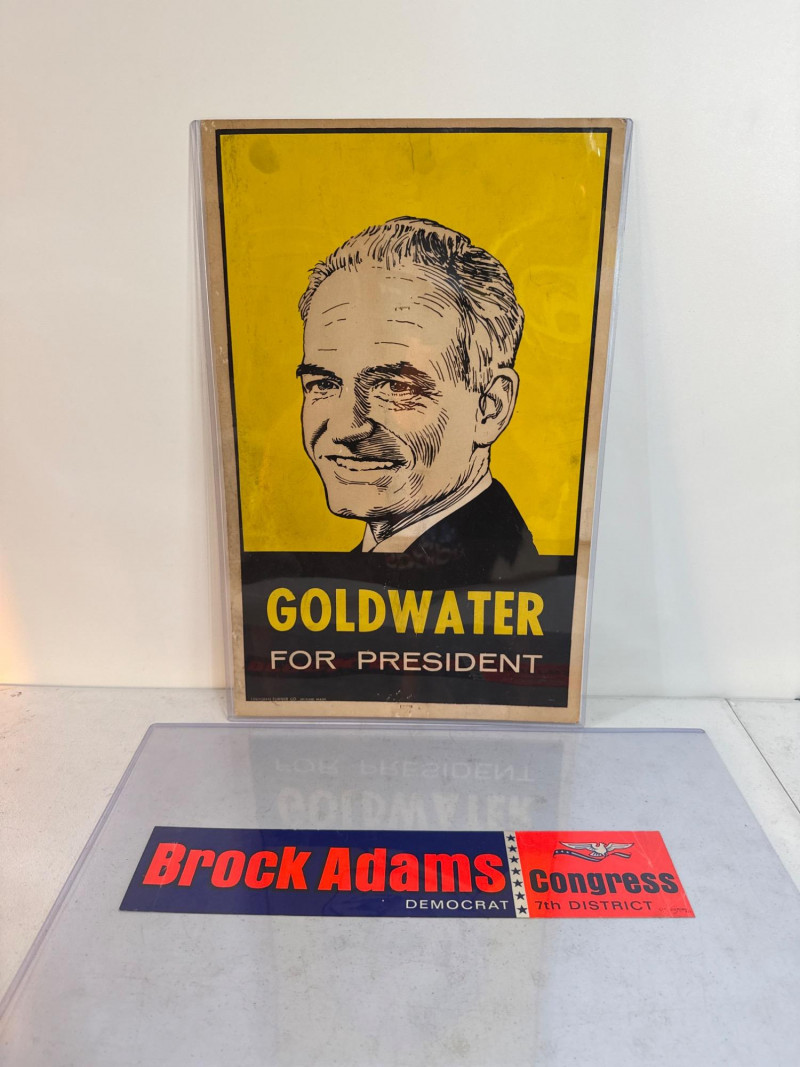 GOLDWATER
FOR PRESIDENT
Brock Adams
DEMOCRAT
Congress
7th DISTRICT